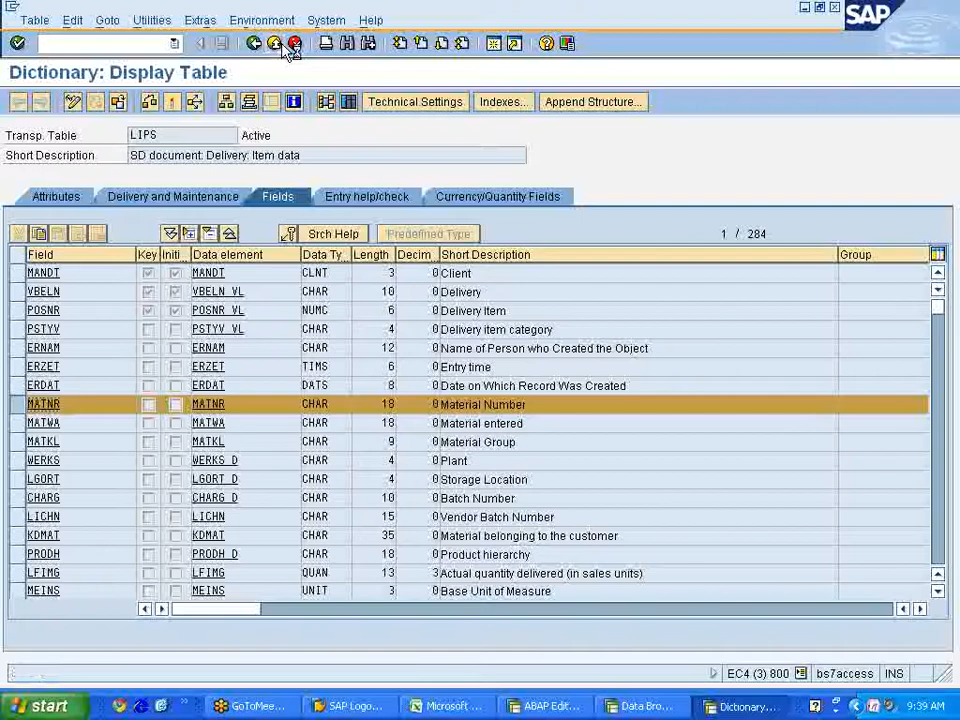 Table Edit Goto Utilities Extras Environment System Help
SAP
Dictionary: Display Table
Technical Settings Indexes... Append Structure...
Transp. Table LIPS Active
Short Description SD document: Delivery: Item data
Attributes Delivery and Maintenance Fields Entry help/check Currency/Quantity Fields
Srch Help Predefined Type 1 / 284
Field Key Initi... Data element Data Ty... Length Decim... Short Description Group
MANDT MANDT CLNT 3 0 Client
VBELN VBELN_VL CHAR 10 0 Delivery
POSNR POSNR_VL NUMC 6 0 Delivery Item
PSTYV PSTYV_VL CHAR 4 0 Delivery item category
ERNAM ERNAM CHAR 12 0 Name of Person who Created the Object
ERZET ERZET TIMS 6 0 Entry time
ERDAT ERDAT DATS 8 0 Date on Which Record Was Created
MATNR MATNR CHAR 18 0 Material Number
MATWA MATWA CHAR 18 0 Material entered
MATKL MATKL CHAR 9 0 Material Group
WERKS WERKS_D CHAR 4 0 Plant
LGORT LGORT_D CHAR 4 0 Storage Location
CHARG CHARG_D CHAR 10 0 Batch Number
LICHN LICHN CHAR 15 0 Vendor Batch Number
KDMAT KDMAT CHAR 35 0 Material belonging to the customer
PRODH PRODH_D CHAR 18 0 Product hierarchy
LFIMG LFIMG QUAN 13 3 Actual quantity delivered (in sales units)
MEINS MEINS UNIT 3 0 Base Unit of Measure
EC4 (3) 800 bs7access INS
start GoToMee... SAP Logo... Microsoft ... ABAP Edit... Data Bro... Dictionary... 9:39 AM